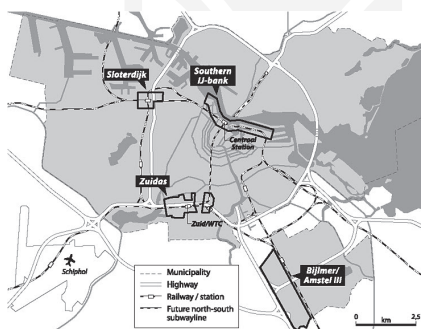 Sloterdijk
Southern
IJ-bank
Centraal
Station
Zuidas
Zuid/WTC
Schiphol
Bijlmer/
Amstel III
Municipality
Highway
Railway / station
Future north-south
subwayline
0
km
2,5